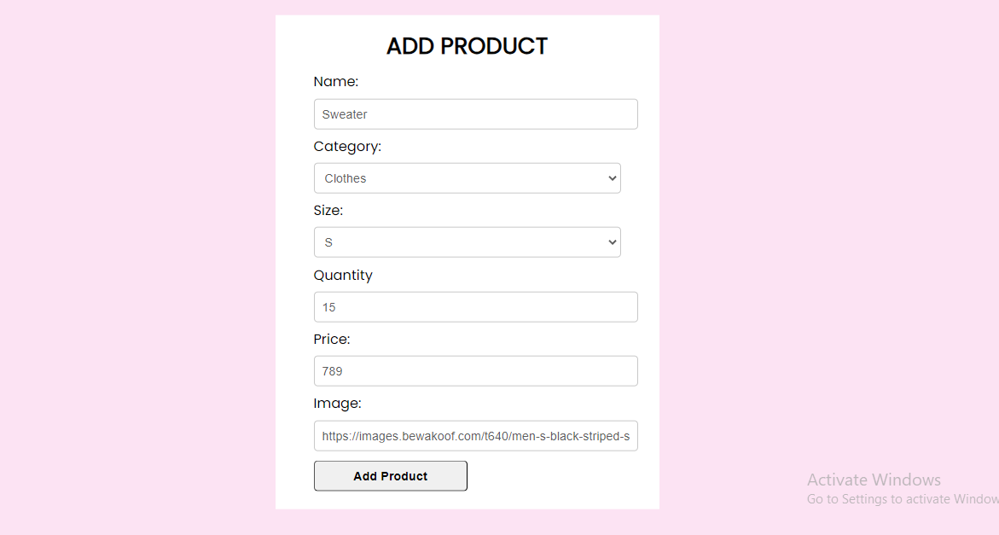 ADD PRODUCT
Name:
Sweater
Category:
Clothes
Size:
S
Quantity
15
Price:
789
Image:
https://images.bewakoof.com/t640/men-s-black-striped-s
Add Product
Activate Windows
Go to Settings to activate Window